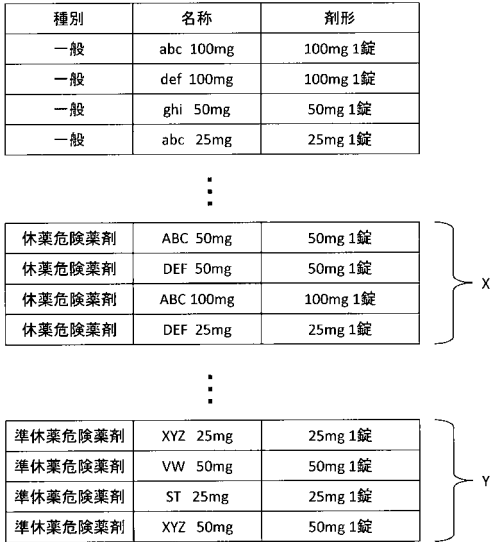 種別 名称 剤形
一般 abc 100mg 100mg 1錠
一般 def 100mg 100mg 1錠
一般 ghi 50mg 50mg 1錠
一般 abc 25mg 25mg 1錠
休薬危険薬剤 ABC 50mg 50mg 1錠
休薬危険薬剤 DEF 50mg 50mg 1錠
休薬危険薬剤 ABC 100mg 100mg 1錠
休薬危険薬剤 DEF 25mg 25mg 1錠
X
準休薬危険薬剤 XYZ 25mg 25mg 1錠
準休薬危険薬剤 VW 50mg 50mg 1錠
準休薬危険薬剤 ST 25mg 25mg 1錠
準休薬危険薬剤 XYZ 50mg 50mg 1錠
Y